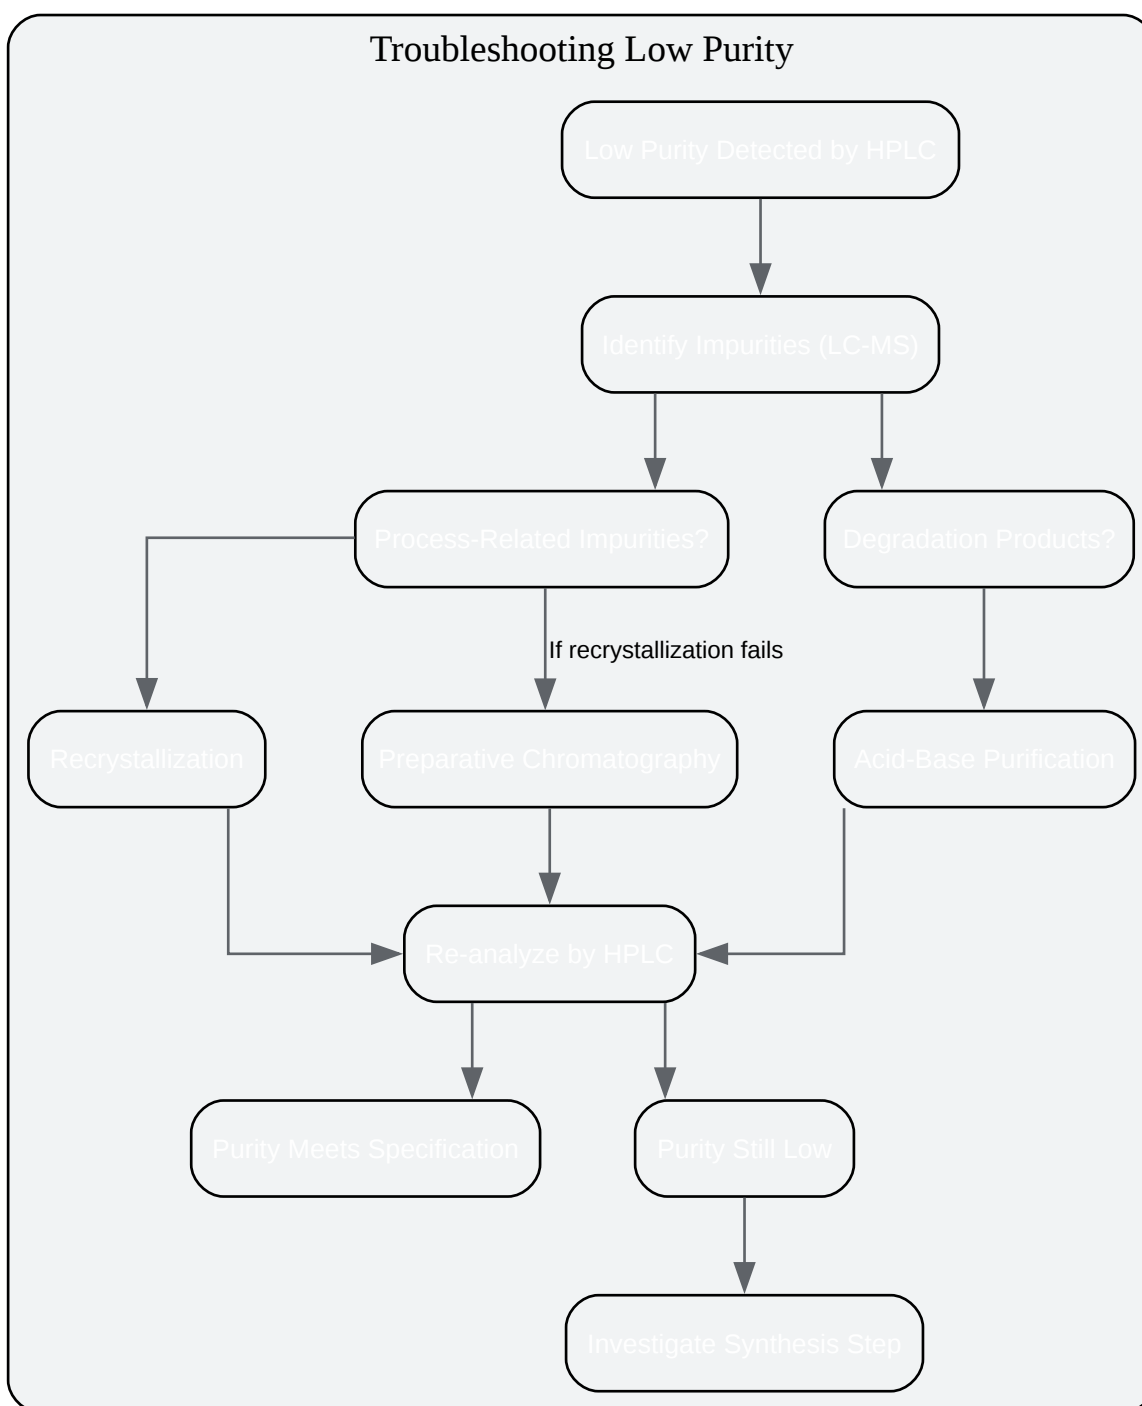 Troubleshooting Low Purity
Low Purity Detected by HPLC
Identify Impurities (LC-MS)
Process-Related Impurities?
Degradation Products?
If recrystallization fails
Recrystallization
Preparative Chromatography
Acid-Base Purification
Re-analyze by HPLC
Purity Meets Specification
Purity Still Low
Investigate Synthesis Step